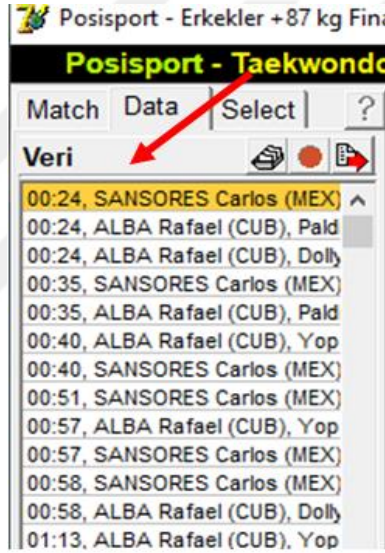 Posisport - Erkekler +87 kg Fina
Posisport - Taekwondo
Match Data Select ?
Veri
00:24, SANSORES Carlos (MEX)
00:24, ALBA Rafael (CUB), Pald
00:24, ALBA Rafael (CUB), Dolly
00:35, SANSORES Carlos (MEX)
00:35, ALBA Rafael (CUB), Pald
00:40, ALBA Rafael (CUB), Yop
00:40, SANSORES Carlos (MEX)
00:51, SANSORES Carlos (MEX)
00:57, ALBA Rafael (CUB), Yop
00:57, SANSORES Carlos (MEX)
00:58, SANSORES Carlos (MEX)
00:58, ALBA Rafael (CUB), Dolly
01:13, ALBA Rafael (CUB), Yop